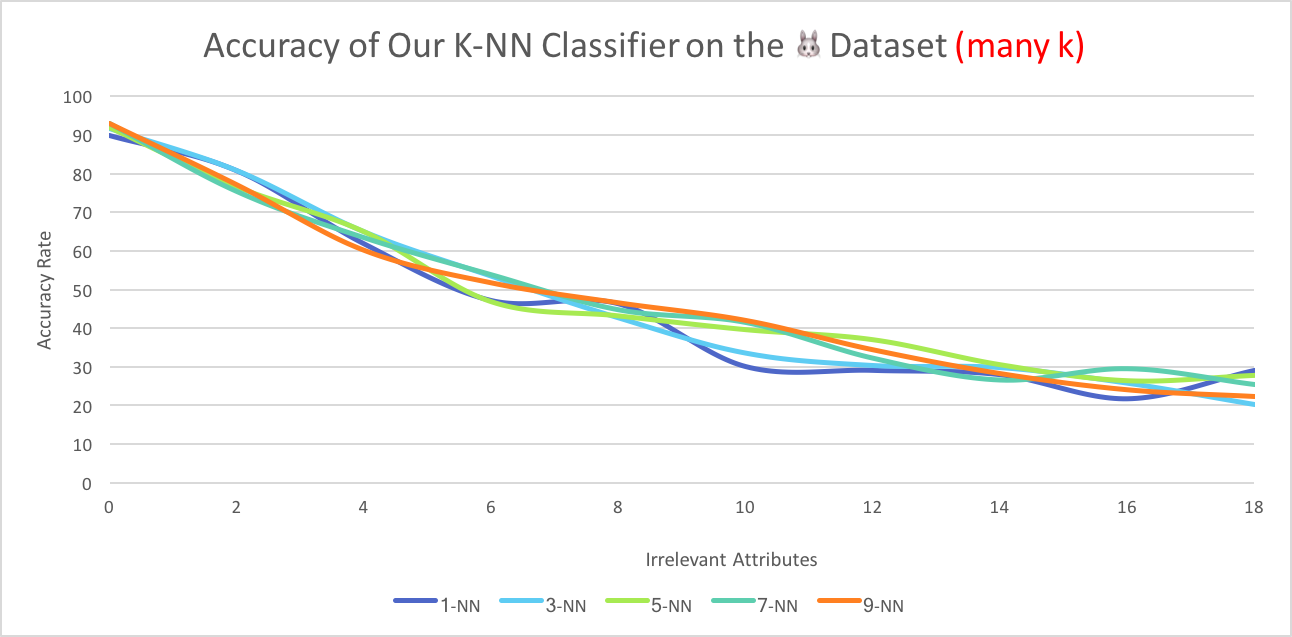 Accuracy of Our K-NN Classifier on the 🐰 Dataset (many k)
100
90
80
70
60
50
40
30
20
10
0
Accuracy Rate
0 2 4 6 8 10 12 14 16 18
Irrelevant Attributes
1-NN 3-NN 5-NN 7-NN 9-NN